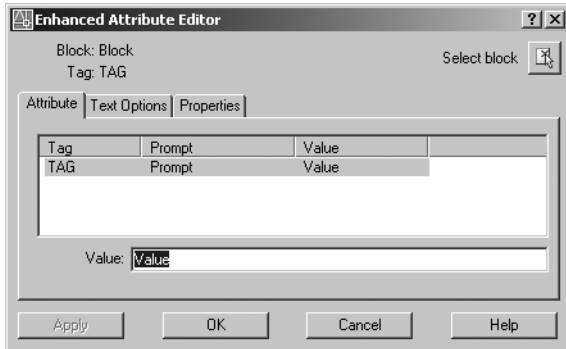 Enhanced Attribute Editor
Block: Block
Tag: TAG
Select block
Attribute Text Options Properties
Tag Prompt Value
TAG Prompt Value
Value: Value
Apply OK Cancel Help